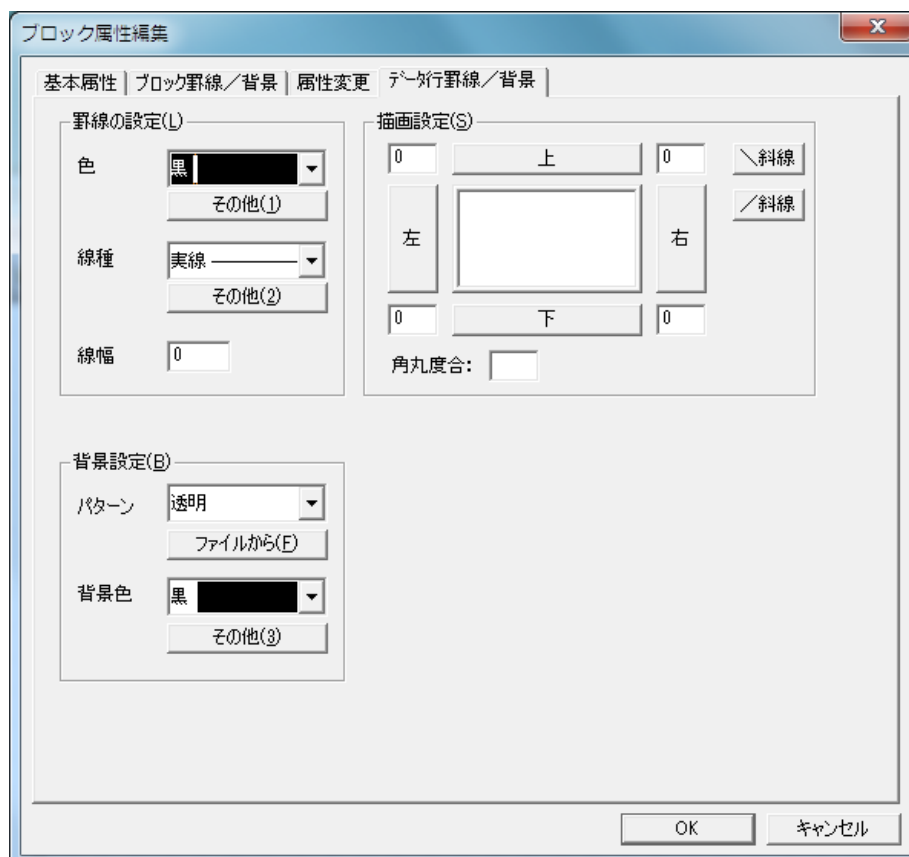 ブロック属性編集
基本属性 ブロック罫線／背景 属性変更 データ行罫線／背景
罫線の設定(L)
色 黒
その他(1)
線種 実線
その他(2)
線幅 0
描画設定(S)
0 上 0 ＼斜線
左 右 ／斜線
0 下 0
角丸度合:
背景設定(B)
パターン 透明
ファイルから(F)
背景色 黒
その他(3)
OK キャンセル